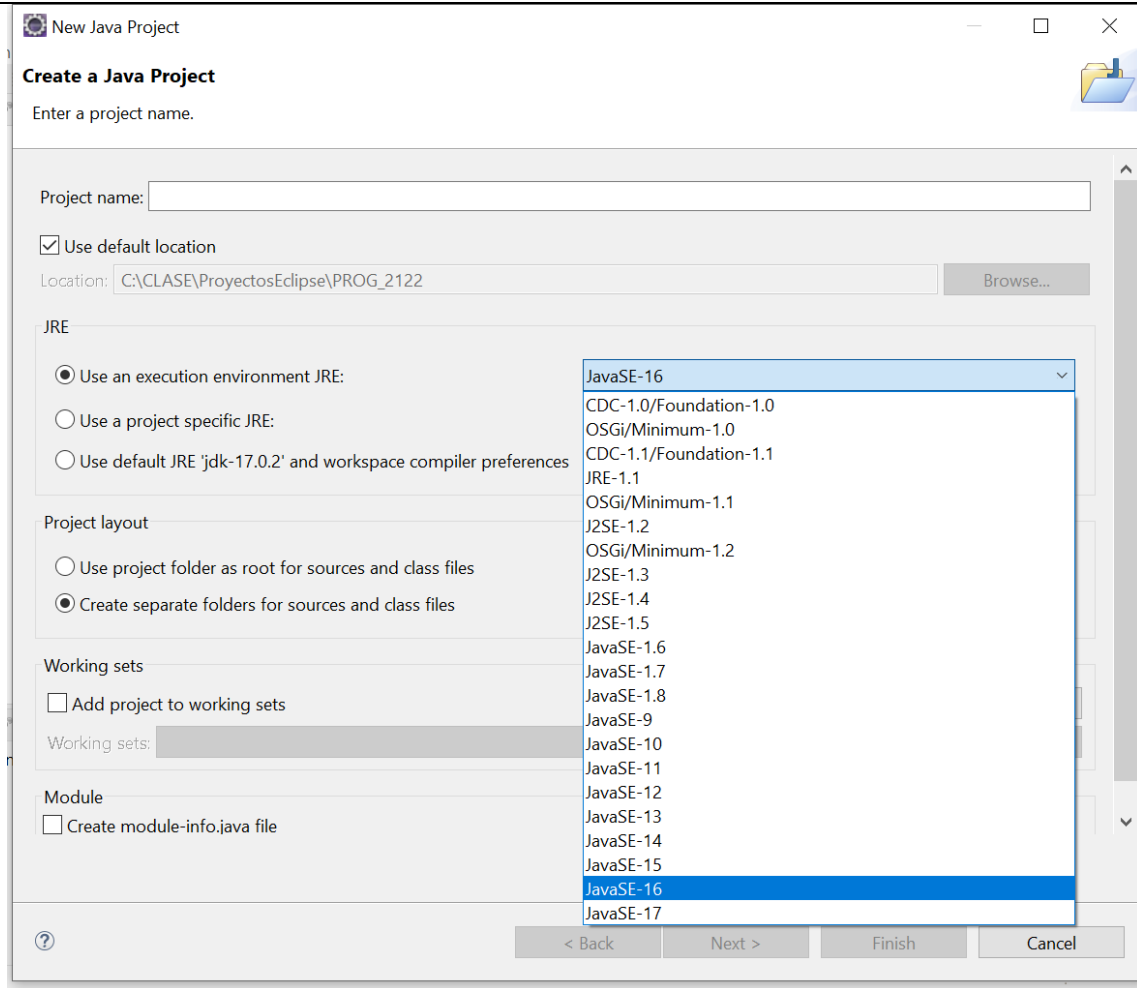 New Java Project
Create a Java Project
Enter a project name.
Project name:
Use default location
Location: C:\CLASE\ProyectosEclipse\PROG_2122 Browse...
JRE
Use an execution environment JRE: JavaSE-16
Use a project specific JRE:
Use default JRE 'jdk-17.0.2' and workspace compiler preferences
CDC-1.0/Foundation-1.0
OSGi/Minimum-1.0
CDC-1.1/Foundation-1.1
JRE-1.1
OSGi/Minimum-1.1
J2SE-1.2
OSGi/Minimum-1.2
J2SE-1.3
J2SE-1.4
J2SE-1.5
JavaSE-1.6
JavaSE-1.7
JavaSE-1.8
JavaSE-9
JavaSE-10
JavaSE-11
JavaSE-12
JavaSE-13
JavaSE-14
JavaSE-15
JavaSE-16
JavaSE-17
Project layout
Use project folder as root for sources and class files
Create separate folders for sources and class files
Working sets
Add project to working sets
Working sets:
Module
Create module-info.java file
< Back Next > Finish Cancel